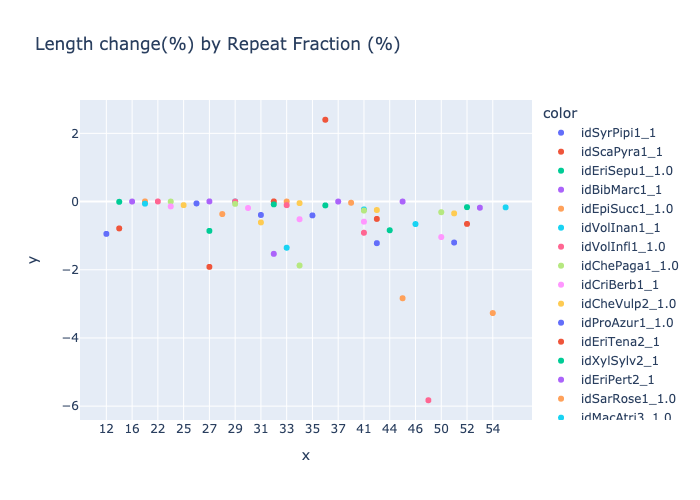 Length change(%) by Repeat Fraction (%)
color
idSyrPipi1_1
idScaPyra1_1
idEriSepu1_1.0
idBibMarc1_1
idEpiSucc1_1.0
idVolInan1_1
idVolInfl1_1.0
idChePaga1_1.0
idCriBerb1_1
idCheVulp2_1.0
idProAzur1_1.0
idEriTena2_1
idXylSylv2_1
idEriPert2_1
idSarRose1_1.0
idMacAtri3_1.0
y
2
0
−2
−4
−6
12 16 22 25 27 29 31 33 35 37 41 44 46 50 52 54
x